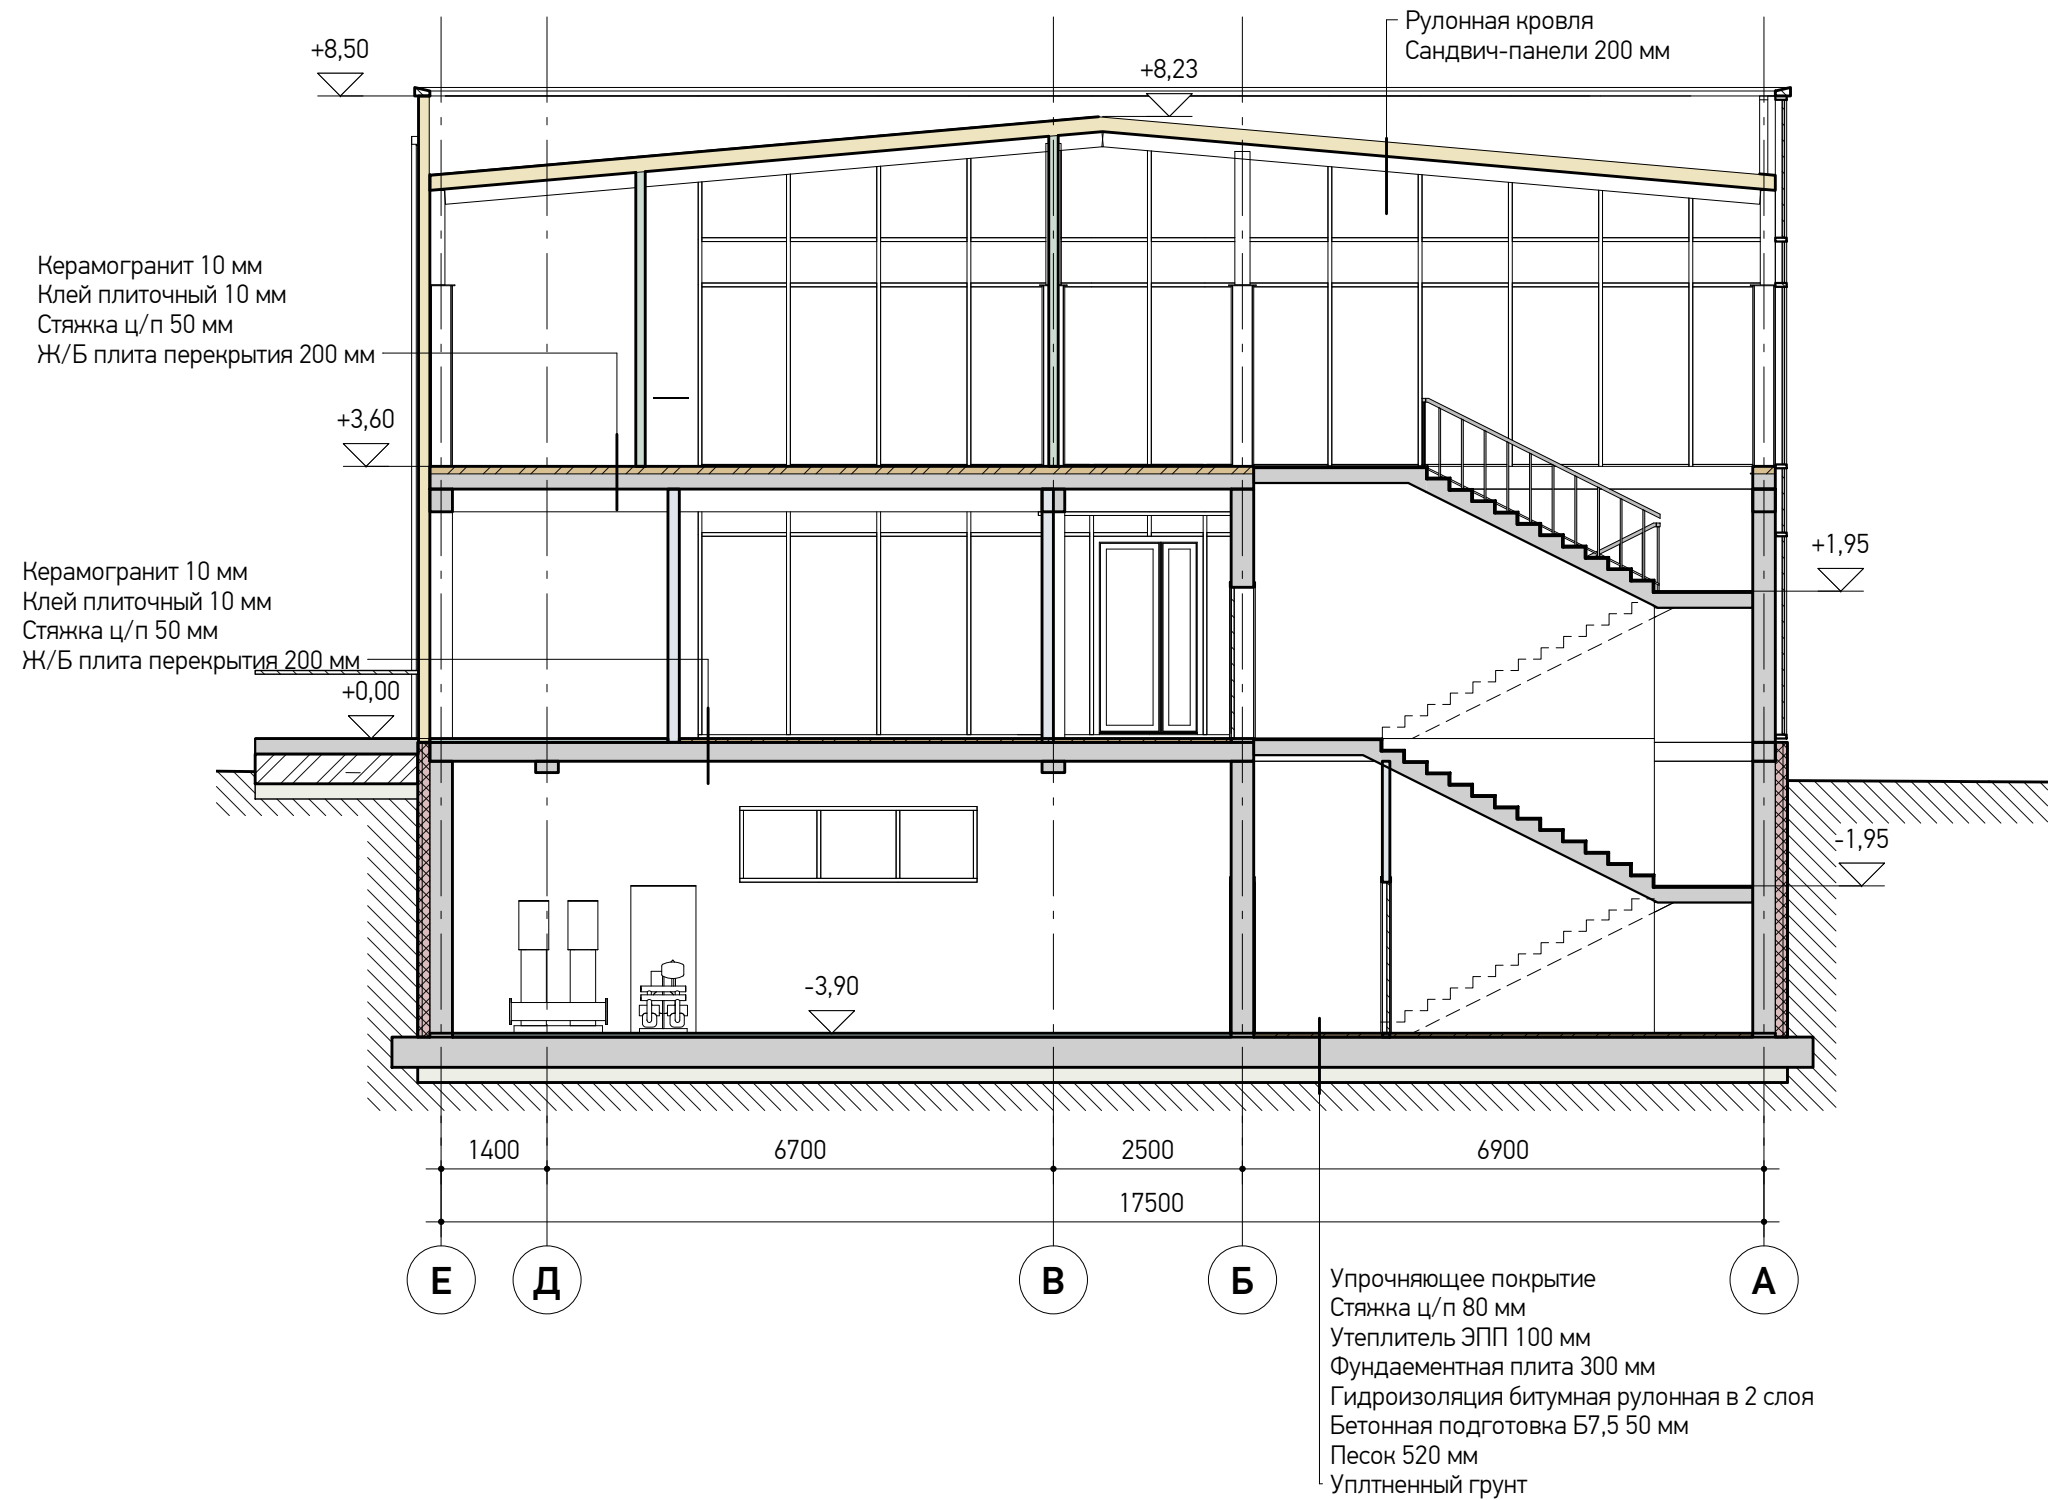 Рулонная кровля
Сандвич-панели 200 мм
+8,50
+8,23
Керамогранит 10 мм
Клей плиточный 10 мм
Стяжка ц/п 50 мм
Ж/Б плита перекрытия 200 мм
+3,60
+1,95
Керамогранит 10 мм
Клей плиточный 10 мм
Стяжка ц/п 50 мм
Ж/Б плита перекрытия 200 мм
+0,00
-1,95
-3,90
1400 6700 2500 6900
17500
Е Д В Б А
Упрочняющее покрытие
Стяжка ц/п 80 мм
Утеплитель ЭПП 100 мм
Фундаементная плита 300 мм
Гидроизоляция битумная рулонная в 2 слоя
Бетонная подготовка Б7,5 50 мм
Песок 520 мм
Уплтненный грунт